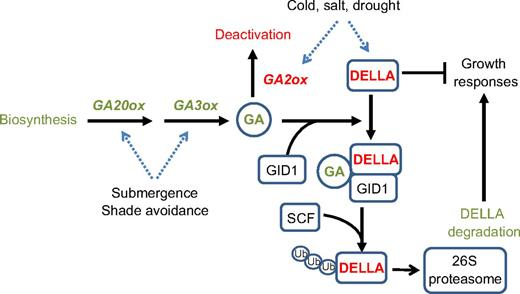 Cold, salt, drought
Deactivation
GA2ox
DELLA
Growth
responses
GA20ox
GA3ox
Biosynthesis
GA
GID1
GA
DELLA
GID1
Submergence
Shade avoidance
SCF
DELLA
degradation
Ub
Ub
Ub
DELLA
26S
proteasome